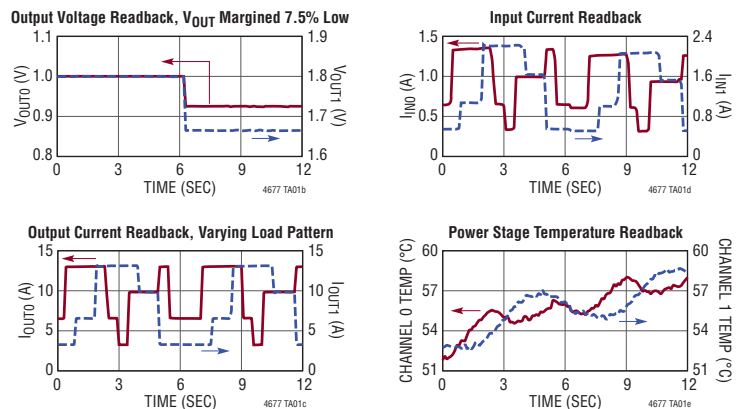 Output Voltage Readback, VOUT Margined 7.5% Low
1.1
1.0
0.9
0.8
VOUT0 (V)
1.9
1.8
1.7
1.6
VOUT1 (V)
0 3 6 9 12
TIME (SEC)
4677 TA01b
Input Current Readback
1.5
1.0
0.5
0
IIN0 (A)
2.4
1.6
0.8
0
IIN1 (A)
0 3 6 9 12
TIME (SEC)
4677 TA01d
Output Current Readback, Varying Load Pattern
15
10
5
0
IOUT0 (A)
15
10
5
0
IOUT1 (A)
0 3 6 9 12
TIME (SEC)
4677 TA01c
Power Stage Temperature Readback
60
57
54
51
CHANNEL 0 TEMP (°C)
60
57
54
51
CHANNEL 1 TEMP (°C)
0 3 6 9 12
TIME (SEC)
4677 TA01e